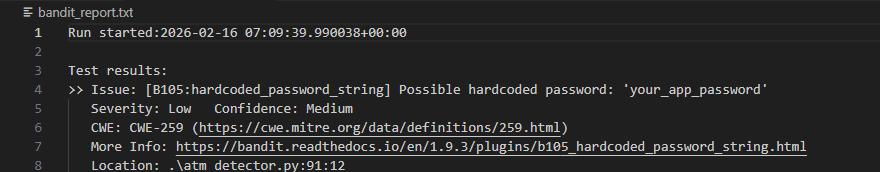 bandit_report.txt
1 Run started:2026-02-16 07:09:39.990038+00:00
2
3 Test results:
4 >> Issue: [B105:hardcoded_password_string] Possible hardcoded password: 'your_app_password'
5 Severity: Low   Confidence: Medium
6 CWE: CWE-259 (https://cwe.mitre.org/data/definitions/259.html)
7 More Info: https://bandit.readthedocs.io/en/1.9.3/plugins/b105_hardcoded_password_string.html
8 Location: .\atm_detector.py:91:12